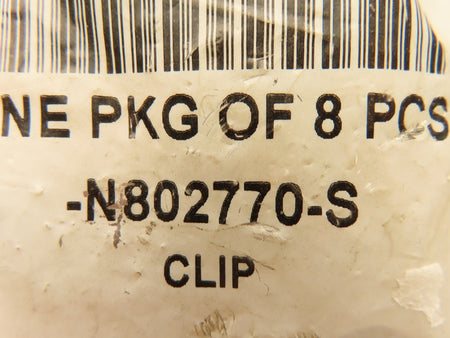 NE PKG OF 8 PCS
-N802770-S
CLIP